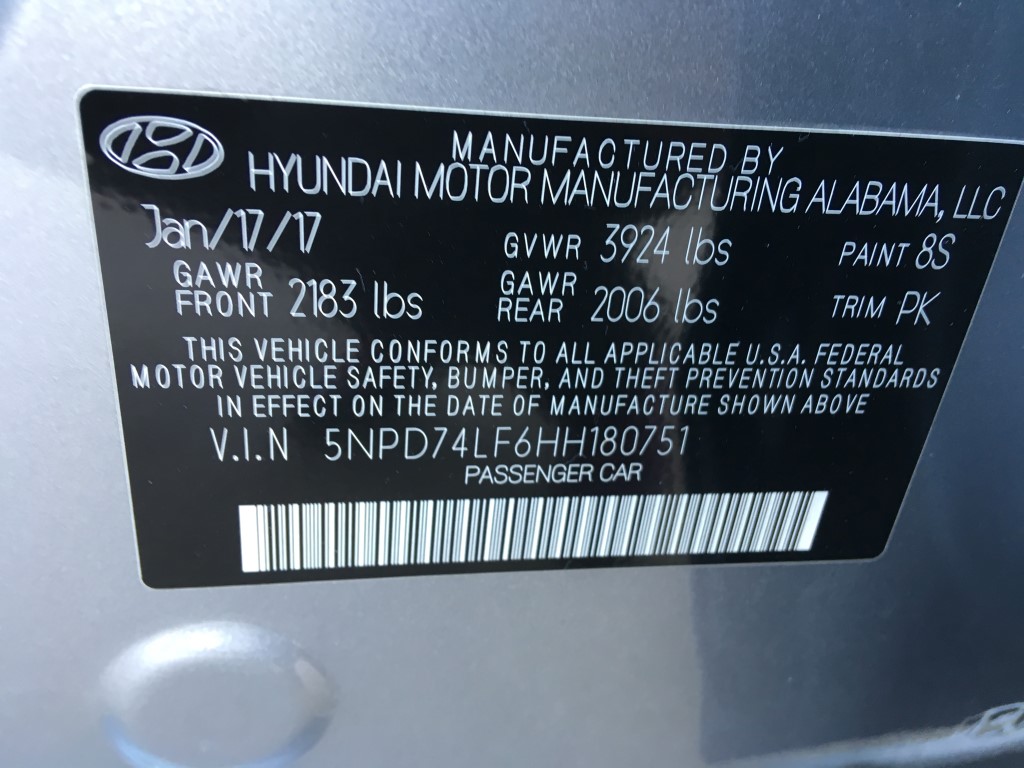 MANUFACTURED BY
HYUNDAI MOTOR MANUFACTURING ALABAMA, LLC
Jan/17/17 GVWR 3924 lbs PAINT 8S
GAWR FRONT 2183 lbs GAWR REAR 2006 lbs TRIM PK
THIS VEHICLE CONFORMS TO ALL APPLICABLE U.S.A. FEDERAL
MOTOR VEHICLE SAFETY, BUMPER, AND THEFT PREVENTION STANDARDS
IN EFFECT ON THE DATE OF MANUFACTURE SHOWN ABOVE
V.I.N 5NPD74LF6HH180751
PASSENGER CAR